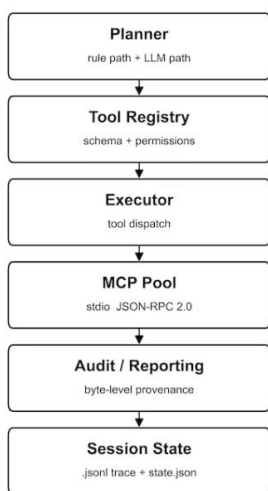 Planner
rule path + LLM path
Tool Registry
schema + permissions
Executor
tool dispatch
MCP Pool
stdio JSON-RPC 2.0
Audit / Reporting
byte-level provenance
Session State
.jsonl trace + state.json